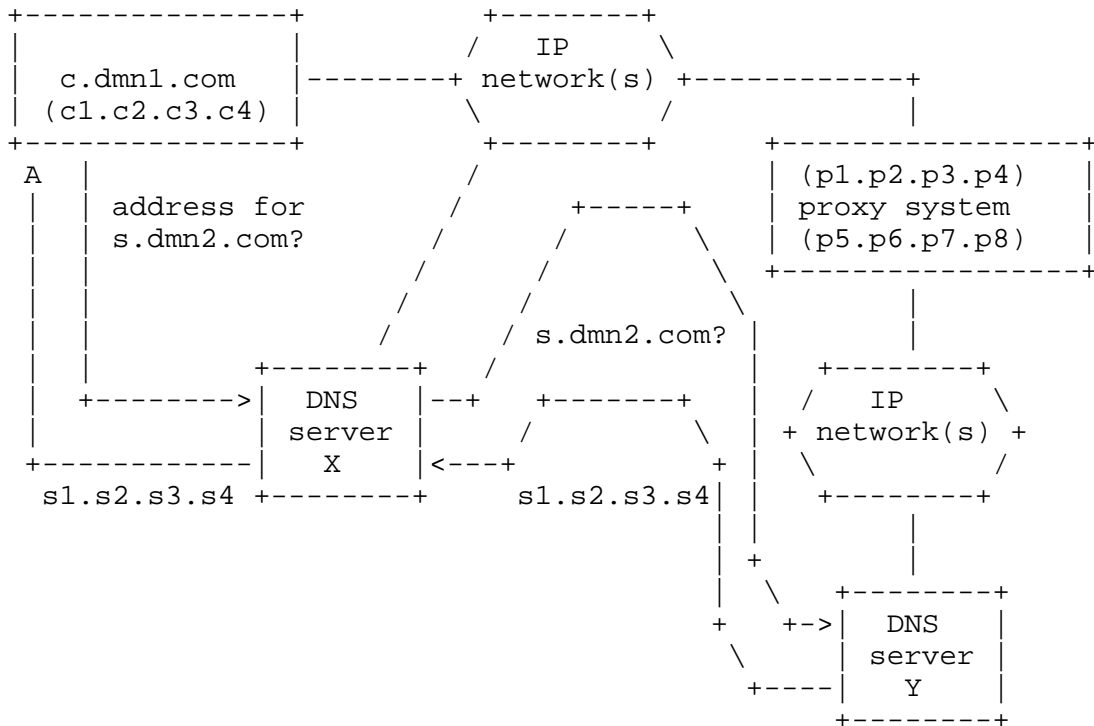 IP
c.dmn1.com
network(s)
(c1.c2.c3.c4)
(p1.p2.p3.p4)
proxy system
(p5.p6.p7.p8)
A
address for
s.dmn2.com?
s.dmn2.com?
DNS
server
X
IP
network(s)
s1.s2.s3.s4
s1.s2.s3.s4
DNS
server
Y